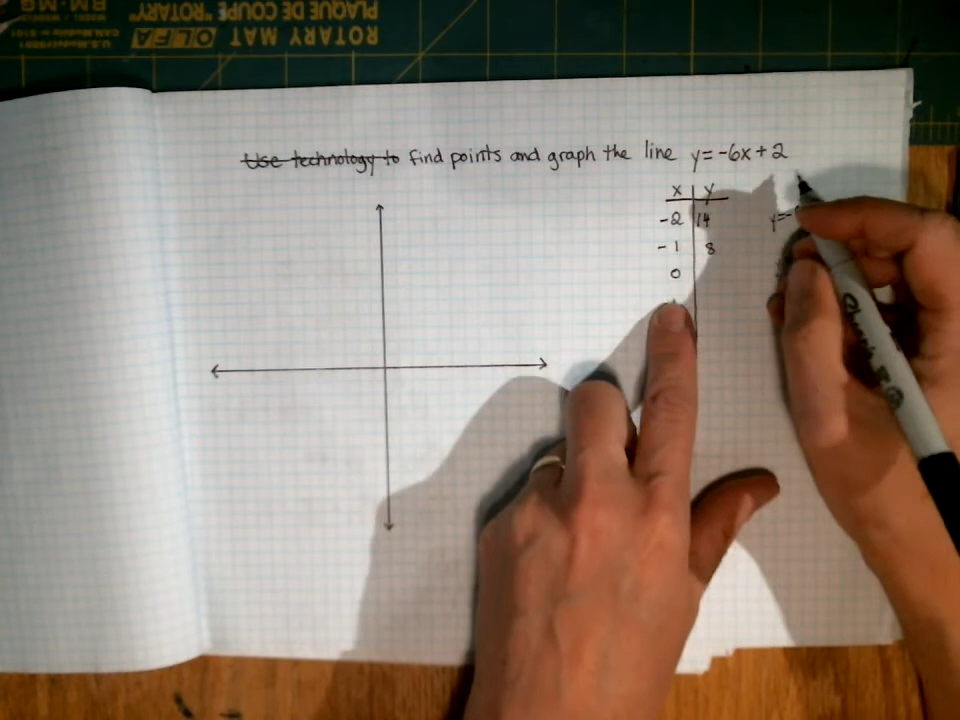 PLAQUE DE COUPE "ROTARY"
ROTARY MAT OLFA
~~Use technology to~~ find points and graph the line y=-6x+2
x y
-2 14
-1 8
0
y=-